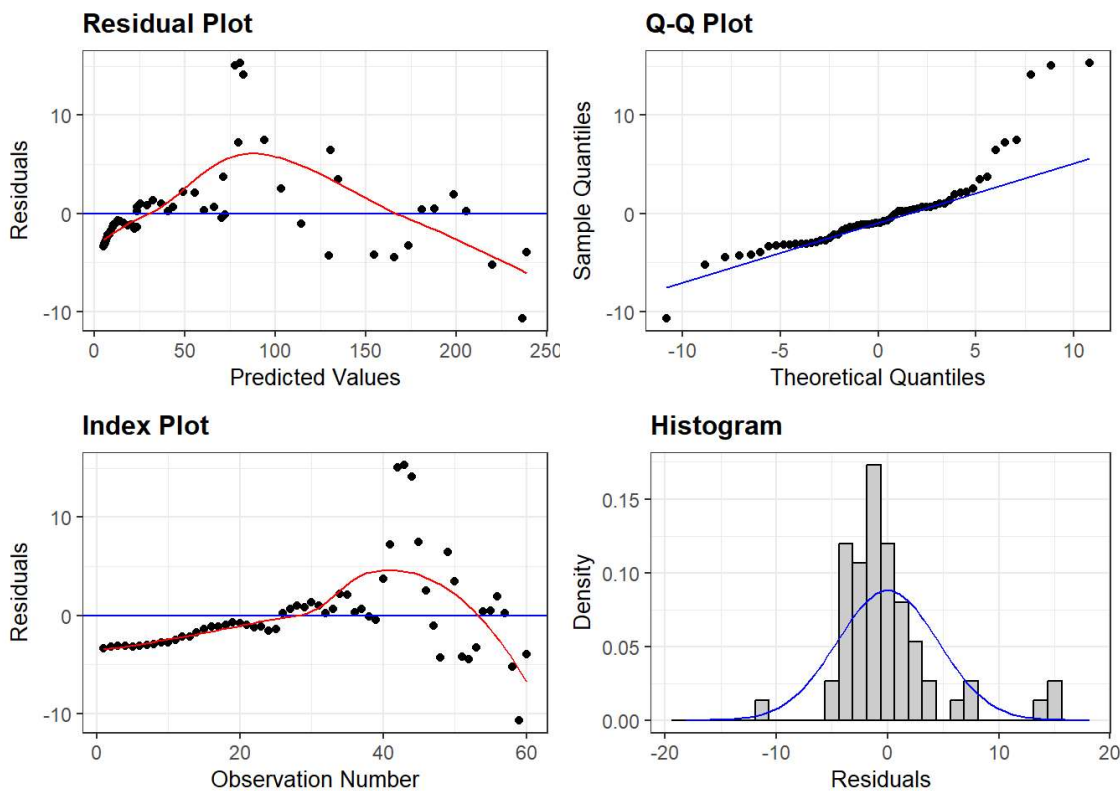 Residual Plot
10
0
-10
Residuals
0
50
100
150
200
250
Predicted Values
Q-Q Plot
10
0
-10
Sample Quantiles
-10
-5
0
5
10
Theoretical Quantiles
Index Plot
10
0
-10
Residuals
0
20
40
60
Observation Number
Histogram
0.15
0.10
0.05
0.00
Density
-20
-10
0
10
20
Residuals